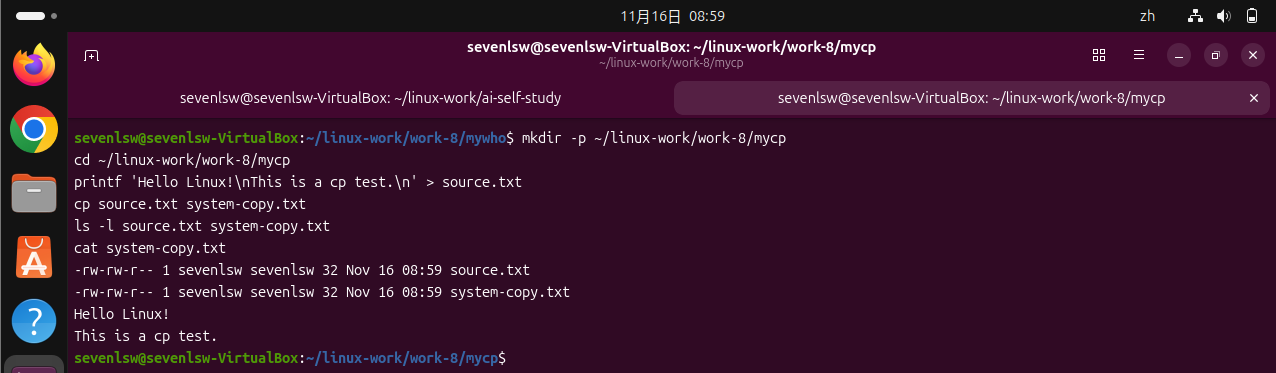 11月16日 08:59
zh
sevenlsw@sevenlsw-VirtualBox: ~/linux-work/work-8/mycp
~/linux-work/work-8/mycp
sevenlsw@sevenlsw-VirtualBox: ~/linux-work/ai-self-study
sevenlsw@sevenlsw-VirtualBox: ~/linux-work/work-8/mycp
sevenlsw@sevenlsw-VirtualBox:~/linux-work/work-8/mywho$ mkdir -p ~/linux-work/work-8/mycp
cd ~/linux-work/work-8/mycp
printf 'Hello Linux!\nThis is a cp test.\n' > source.txt
cp source.txt system-copy.txt
ls -l source.txt system-copy.txt
cat system-copy.txt
-rw-rw-r-- 1 sevenlsw sevenlsw 32 Nov 16 08:59 source.txt
-rw-rw-r-- 1 sevenlsw sevenlsw 32 Nov 16 08:59 system-copy.txt
Hello Linux!
This is a cp test.
sevenlsw@sevenlsw-VirtualBox:~/linux-work/work-8/mycp$